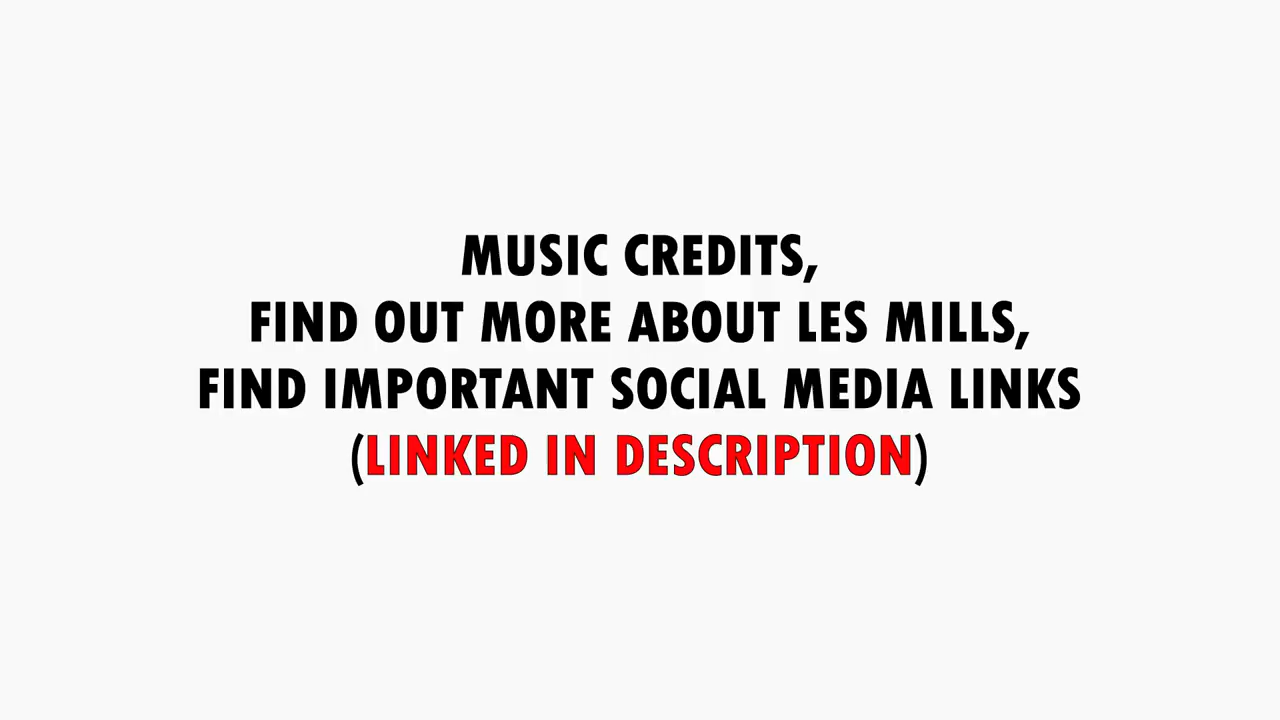 MUSIC CREDITS,
FIND OUT MORE ABOUT LES MILLS,
FIND IMPORTANT SOCIAL MEDIA LINKS
(LINKED IN DESCRIPTION)